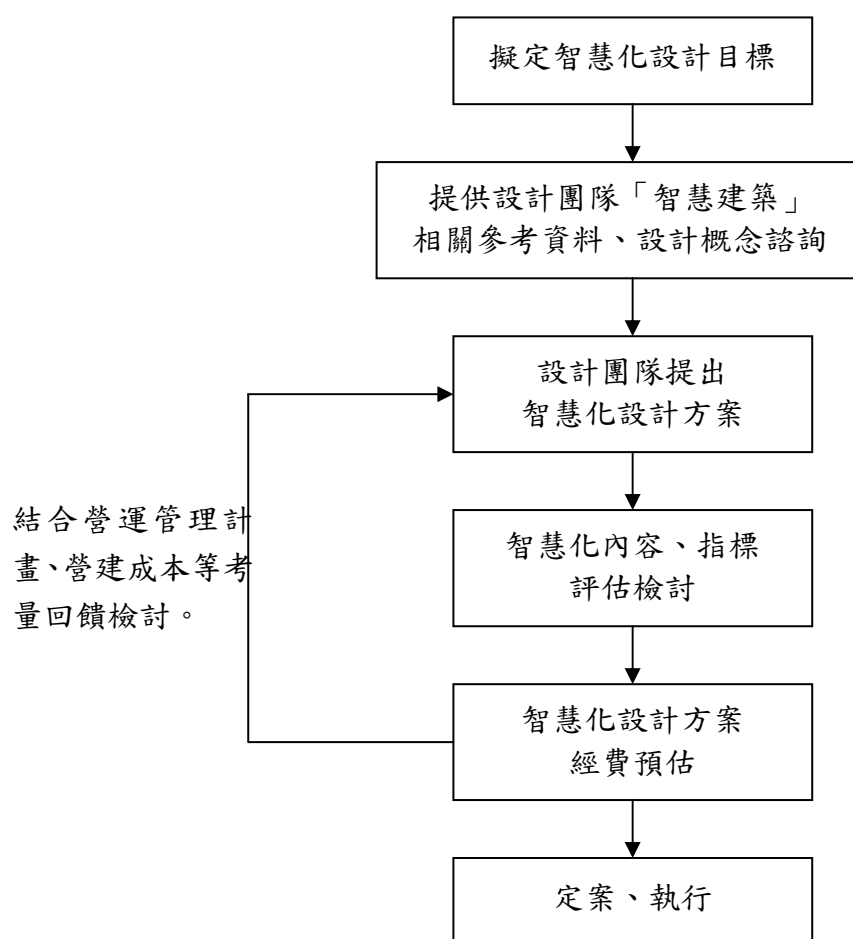 擬定智慧化設計目標
提供設計團隊「智慧建築」
相關參考資料、設計概念諮詢
設計團隊提出
智慧化設計方案
結合營運管理計
畫、營建成本等考
量回饋檢討。
智慧化內容、指標
評估檢討
智慧化設計方案
經費預估
定案、執行